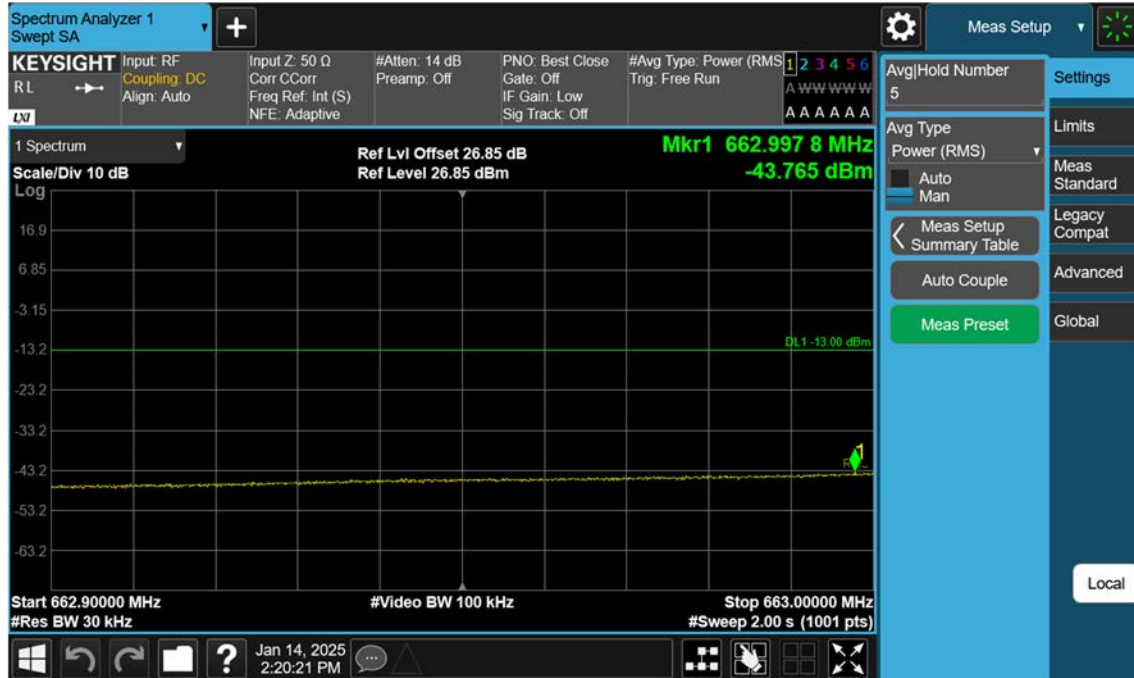 Spectrum Analyzer 1
Swept SA
+
Meas Setup
KEYSIGHT
R L
LXI
Input: RF
Coupling: DC
Align: Auto
Input Z: 50 Ω
Corr CCorr
Freq Ref: Int (S)
NFE: Adaptive
#Atten: 14 dB
Preamp: Off
PNO: Best Close
Gate: Off
IF Gain: Low
Sig Track: Off
#Avg Type: Power (RMS
Trig: Free Run
1 2 3 4 5 6
A W W W W W
A A A A A A
1 Spectrum
Scale/Div 10 dB
Log
Ref Lvl Offset 26.85 dB
Ref Level 26.85 dBm
Mkr1 662.997 8 MHz
-43.765 dBm
16.9
6.85
-3.15
-13.2
-23.2
-33.2
-43.2
-53.2
-63.2
DL1 -13.00 dBm
1
Start 662.90000 MHz
#Res BW 30 kHz
#Video BW 100 kHz
Stop 663.00000 MHz
#Sweep 2.00 s (1001 pts)
Avg|Hold Number
5
Avg Type
Power (RMS)
Auto
Man
Meas Setup
Summary Table
Auto Couple
Meas Preset
Settings
Limits
Meas
Standard
Legacy
Compat
Advanced
Global
Local
?
Jan 14, 2025
2:20:21 PM